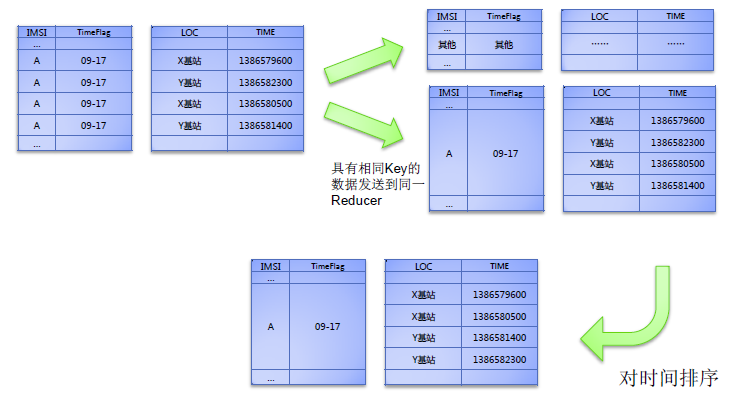 IMSI TimeFlag LOC TIME
...
A 09-17 X基站 1386579600
A 09-17 Y基站 1386582300
A 09-17 X基站 1386580500
A 09-17 Y基站 1386581400
...
IMSI TimeFlag LOC TIME
...
其他 其他 …… ……
...
具有相同Key的
数据发送到同一
Reducer
IMSI TimeFlag LOC TIME
...
X基站 1386579600
Y基站 1386582300
A 09-17
X基站 1386580500
Y基站 1386581400
...
IMSI TimeFlag LOC TIME
...
X基站 1386579600
X基站 1386580500
A 09-17
Y基站 1386581400
Y基站 1386582300
...
对时间排序